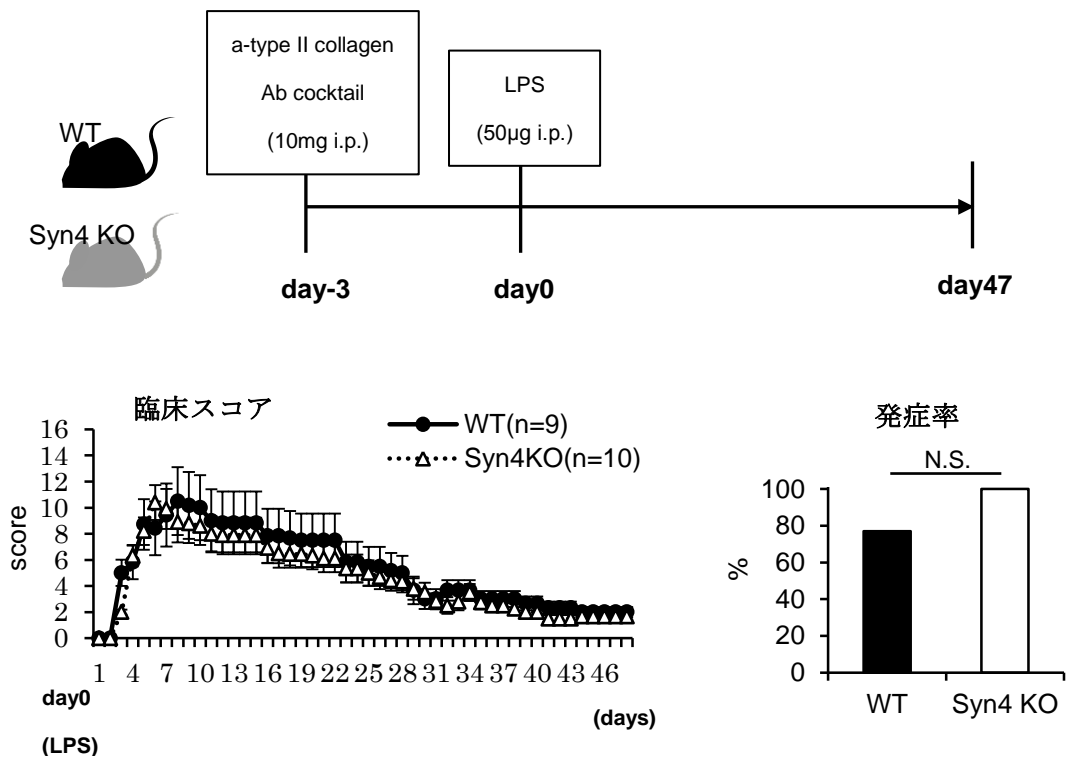 a-type II collagen
Ab cocktail
(10mg i.p.)
LPS
(50µg i.p.)
WT
Syn4 KO
day-3
day0
day47
臨床スコア
WT(n=9)
Syn4KO(n=10)
score
16
14
12
10
8
6
4
2
0
1 4 7 10 13 16 19 22 25 28 31 34 37 40 43 46
day0
(LPS)
(days)
発症率
N.S.
%
100
80
60
40
20
0
WT Syn4 KO